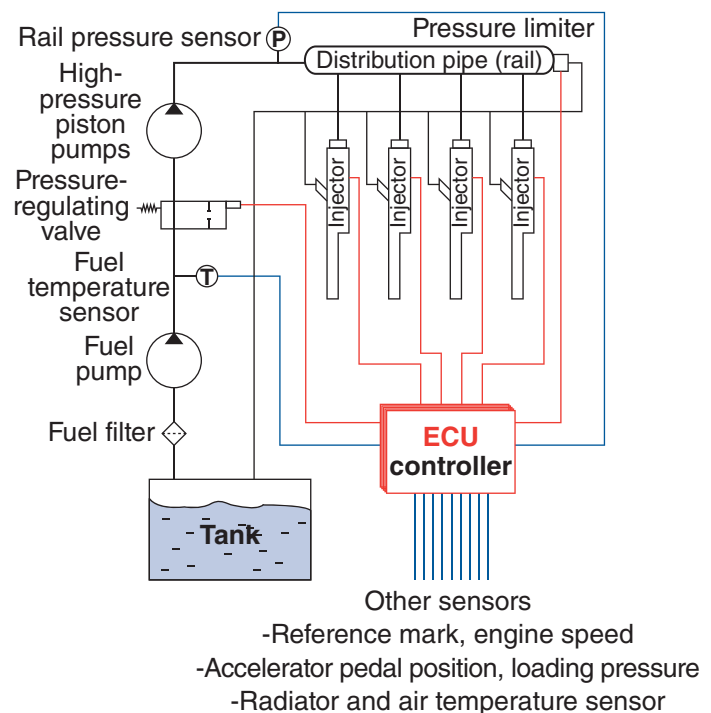 Pressure limiter
Rail pressure sensor
P
Distribution pipe (rail)
High-
pressure
piston
pumps
Injector
Injector
Injector
Injector
Pressure-
regulating
valve
Fuel
temperature
sensor
T
Fuel
pump
Fuel filter
ECU
controller
Tank
Other sensors
-Reference mark, engine speed
-Accelerator pedal position, loading pressure
-Radiator and air temperature sensor